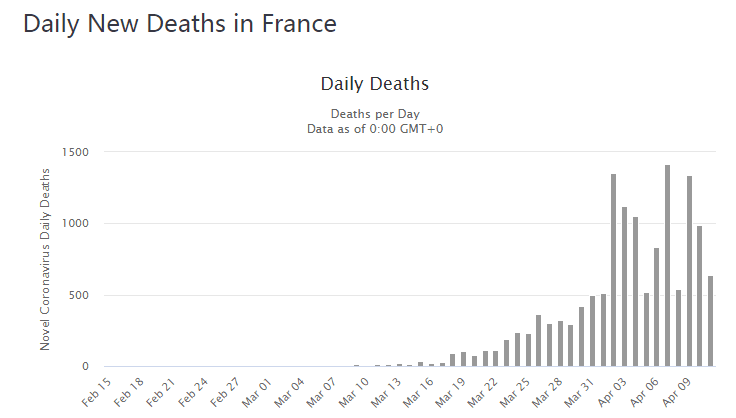 Daily New Deaths in France
Daily Deaths
Deaths per Day
Data as of 0:00 GMT+0
Novel Coronavirus Daily Deaths
1500
1000
500
0
Feb 15
Feb 18
Feb 21
Feb 24
Feb 27
Mar 01
Mar 04
Mar 07
Mar 10
Mar 13
Mar 16
Mar 19
Mar 22
Mar 25
Mar 28
Mar 31
Apr 03
Apr 06
Apr 09